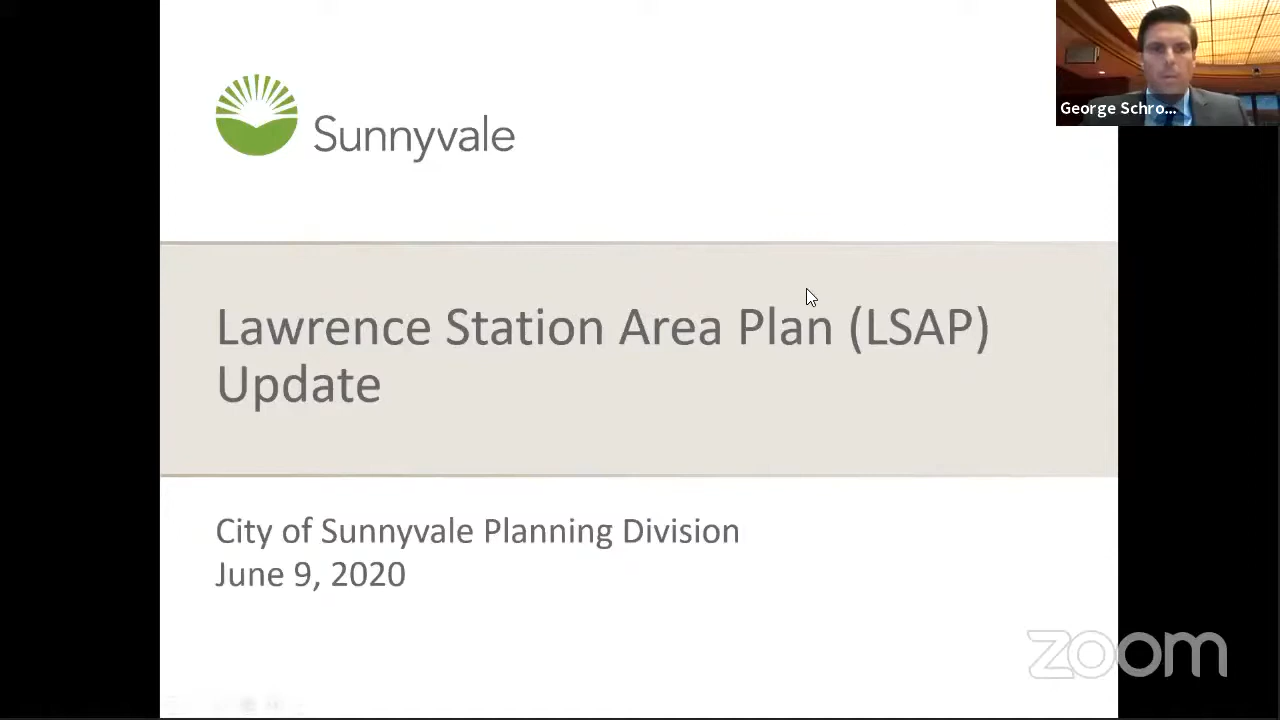 Sunnyvale
George Schro...
Lawrence Station Area Plan (LSAP)
Update
City of Sunnyvale Planning Division
June 9, 2020
zoom